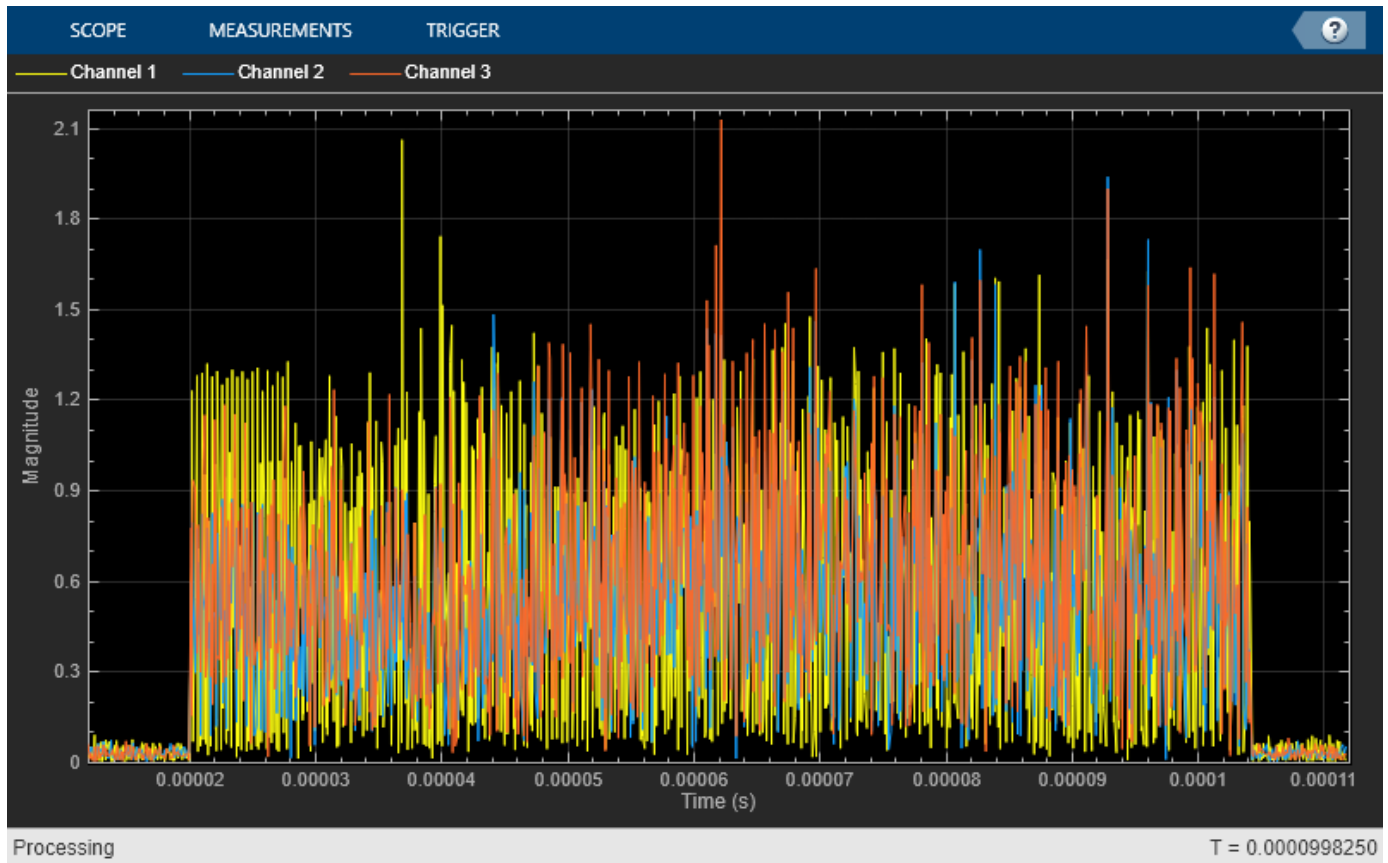 SCOPE MEASUREMENTS TRIGGER ?
Channel 1 Channel 2 Channel 3
2.1
1.8
1.5
1.2
0.9
0.6
0.3
0
Magnitude
0.00002 0.00003 0.00004 0.00005 0.00006 0.00007 0.00008 0.00009 0.0001 0.00011
Time (s)
Processing T = 0.0000998250